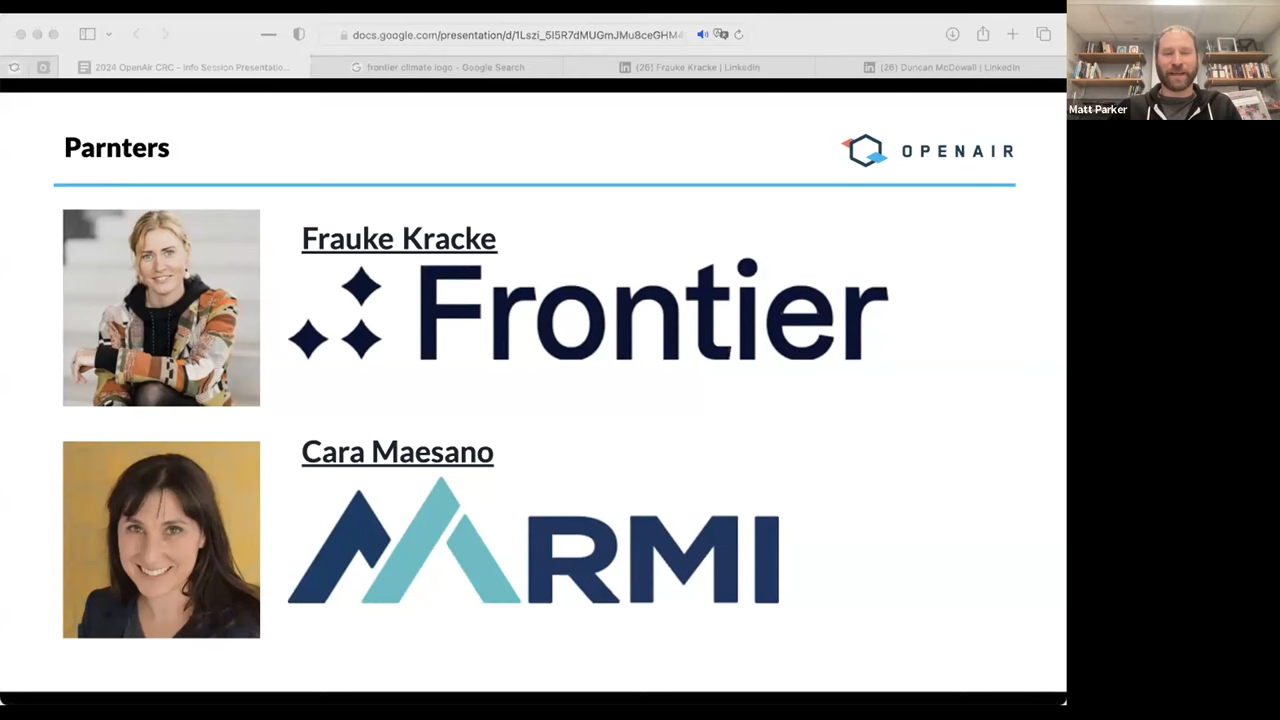 docs.google.com/presentation/d/1Lszi_5I5R7dMUGmJMu8ceGHM4
2024 OpenAir CRC - Info Session Presentatio...
frontier climate logo - Google Search
(26) Frauke Kracke | LinkedIn
(26) Duncan McDowall | LinkedIn
Matt Parker
Parnters
OPENAIR
Frauke Kracke
Frontier
Cara Maesano
RMI